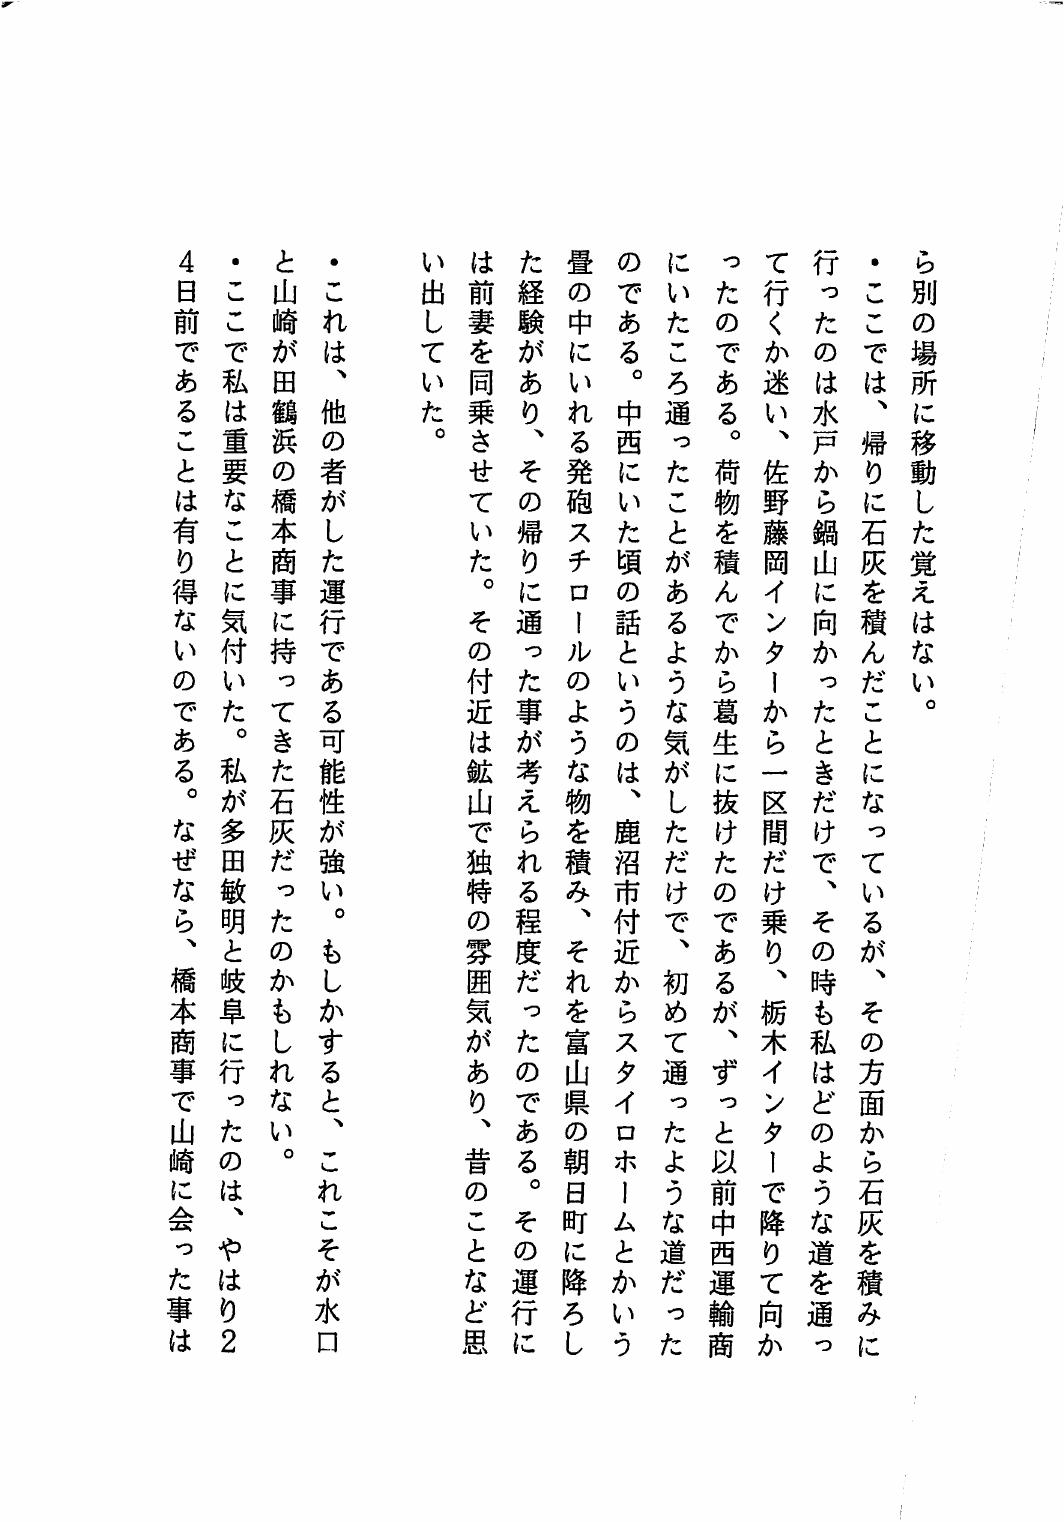 ら別の場所に移動した覚えはない。
・ここでは、帰りに石灰を積んだことになっているが、その方面から石灰を積みに
行ったのは水戸から鍋山に向かったときだけで、その時も私はどのような道を通っ
て行くか迷い、佐野藤岡インターから一区間だけ乗り、栃木インターで降りて向か
ったのである。荷物を積んでから葛生に抜けたのであるが、ずっと以前中西運輸商
にいたころ通ったことがあるような気がしただけで、初めて通ったような道だった
のである。中西にいた頃の話というのは、鹿沼市付近からスタイロホームとかいう
畳の中にいれる発砲スチロールのような物を積み、それを富山県の朝日町に降ろし
た経験があり、その帰りに通った事が考えられる程度だったのである。その運行に
は前妻を同乗させていた。その付近は鉱山で独特の雰囲気があり、昔のことなど思
い出していた。
・これは、他の者がした運行である可能性が強い。もしかすると、これこそが水口
と山崎が田鶴浜の橋本商事に持ってきた石灰だったのかもしれない。
・ここで私は重要なことに気付いた。私が多田敏明と岐阜に行ったのは、やはり２
４日前であることは有り得ないのである。なぜなら、橋本商事で山崎に会った事は